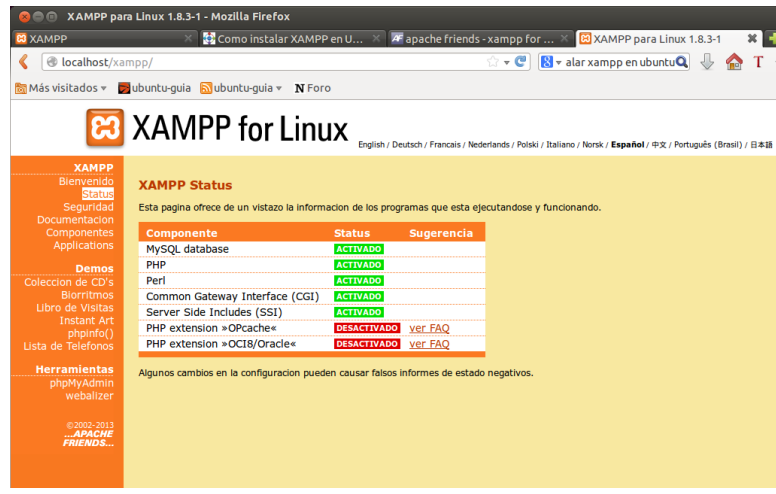 XAMPP para Linux 1.8.3-1 - Mozilla Firefox
XAMPP
Como instalar XAMPP en U...
apache friends - xampp for ...
XAMPP para Linux 1.8.3-1
localhost/xampp/
alar xampp en ubuntu
Más visitados
ubuntu-guia
ubuntu-guia
N Foro
XAMPP for Linux
English / Deutsch / Francais / Nederlands / Polski / Italiano / Norsk / Español / 中文 / Português (Brasil) / 日本語
XAMPP
Bienvenido
Status
Seguridad
Documentacion
Componentes
Applications
Demos
Coleccion de CD's
Biorritmos
Libro de Visitas
Instant Art
phpinfo()
Lista de Telefonos
Herramientas
phpMyAdmin
webalizer
©2002-2013
...APACHE
FRIENDS...
XAMPP Status
Esta pagina ofrece de un vistazo la informacion de los programas que esta ejecutandose y funcionando.
Componente Status Sugerencia
MySQL database ACTIVADO
PHP ACTIVADO
Perl ACTIVADO
Common Gateway Interface (CGI) ACTIVADO
Server Side Includes (SSI) ACTIVADO
PHP extension »OPcache« DESACTIVADO ver FAQ
PHP extension »OCI8/Oracle« DESACTIVADO ver FAQ
Algunos cambios en la configuracion pueden causar falsos informes de estado negativos.